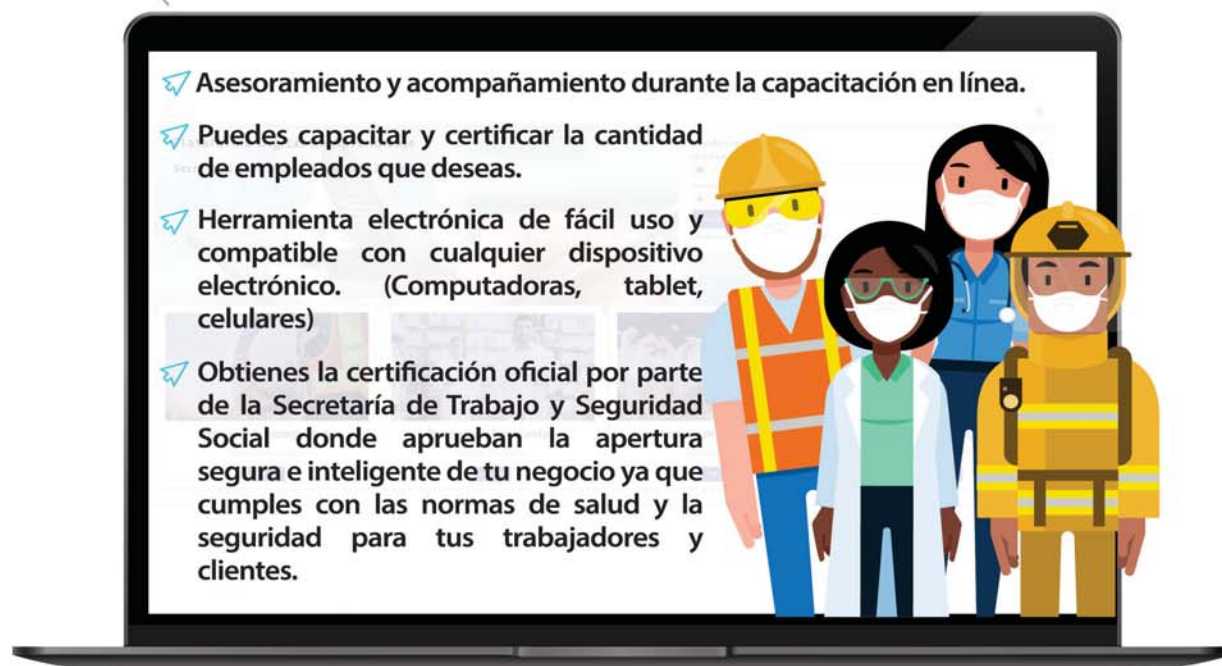 Asesoramiento y acompañamiento durante la capacitación en línea.
Puedes capacitar y certificar la cantidad
de empleados que deseas.
Herramienta electrónica de fácil uso y
compatible con cualquier dispositivo
electrónico. (Computadoras, tablet,
celulares)
Obtienes la certificación oficial por parte
de la Secretaría de Trabajo y Seguridad
Social donde aprueban la apertura
segura e inteligente de tu negocio ya que
cumples con las normas de salud y la
seguridad para tus trabajadores y
clientes.